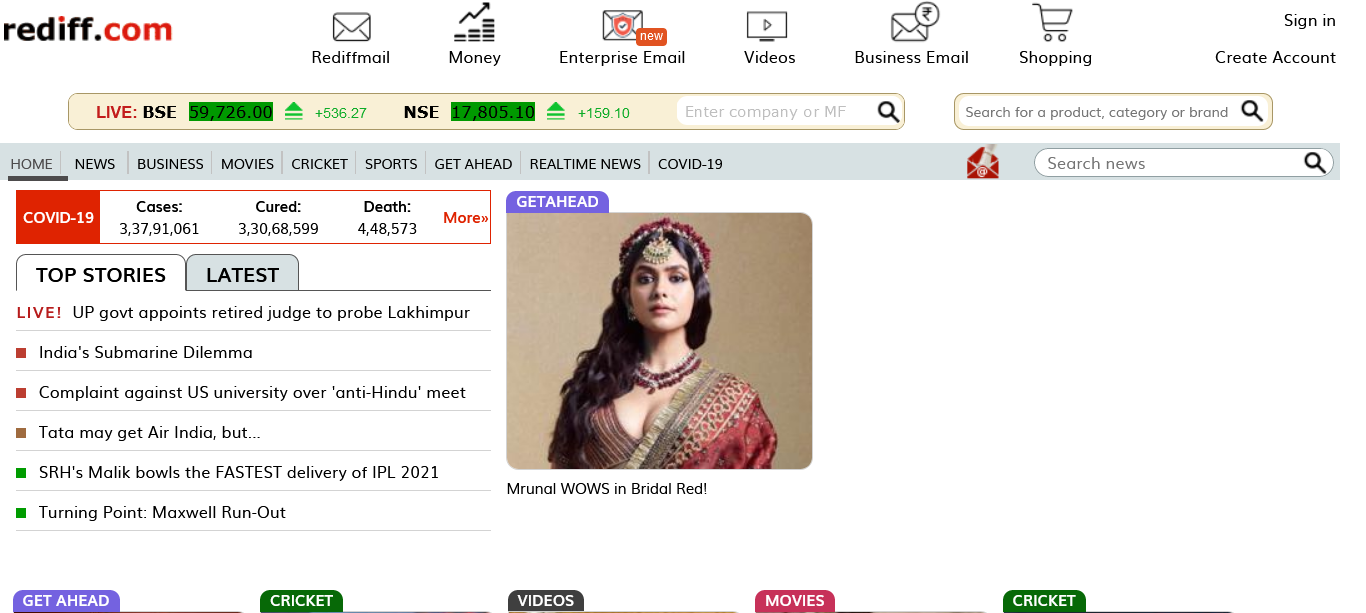 rediff.com
Rediffmail
Money
new
Enterprise Email
Videos
₹
Business Email
Shopping
Sign in
Create Account
LIVE: BSE 59,726.00 +536.27 NSE 17,805.10 +159.10
Enter company or MF
Search for a product, category or brand
HOME NEWS BUSINESS MOVIES CRICKET SPORTS GET AHEAD REALTIME NEWS COVID-19
@
Search news
COVID-19
Cases:
3,37,91,061
Cured:
3,30,68,599
Death:
4,48,573
More»
TOP STORIES
LATEST
LIVE! UP govt appoints retired judge to probe Lakhimpur
India's Submarine Dilemma
Complaint against US university over 'anti-Hindu' meet
Tata may get Air India, but...
SRH's Malik bowls the FASTEST delivery of IPL 2021
Turning Point: Maxwell Run-Out
GETAHEAD
Mrunal WOWS in Bridal Red!
GET AHEAD
CRICKET
VIDEOS
MOVIES
CRICKET